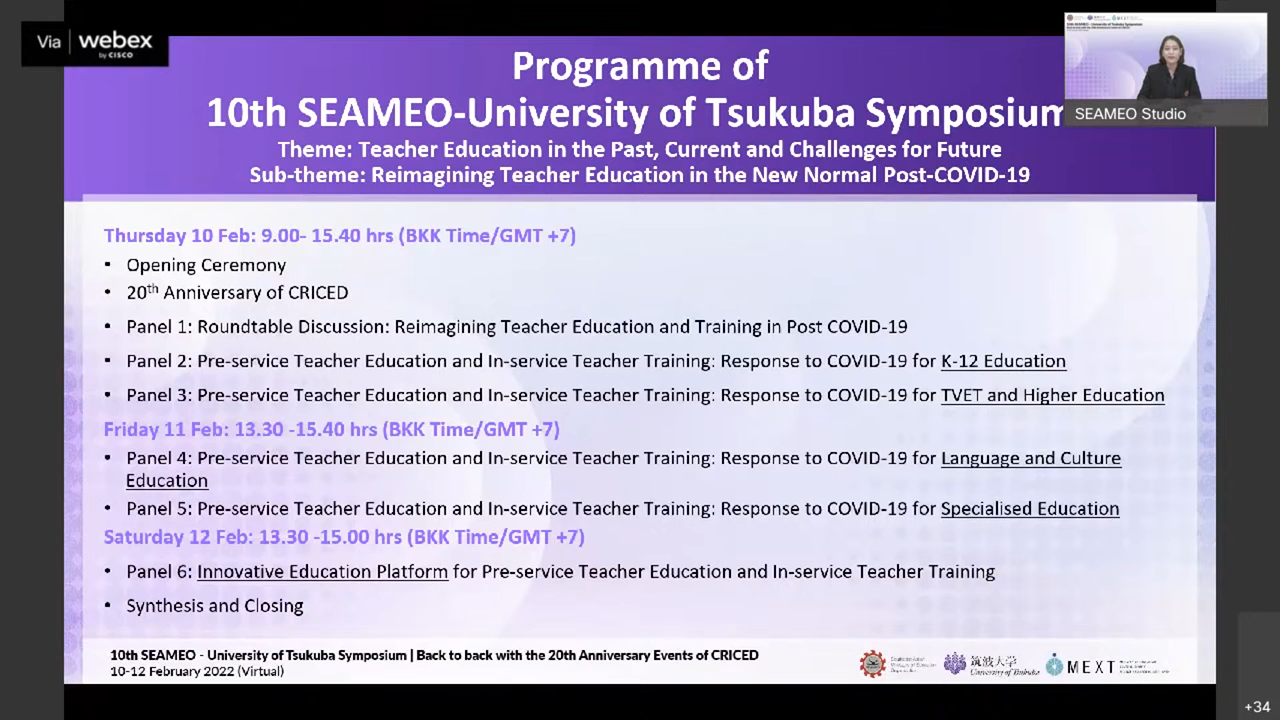 Via webex
by CISCO
SEAMEO Studio
Programme of
10th SEAMEO-University of Tsukuba Symposium
Theme: Teacher Education in the Past, Current and Challenges for Future
Sub-theme: Reimagining Teacher Education in the New Normal Post-COVID-19
Thursday 10 Feb: 9.00- 15.40 hrs (BKK Time/GMT +7)
▪ Opening Ceremony
▪ 20th Anniversary of CRICED
▪ Panel 1: Roundtable Discussion: Reimagining Teacher Education and Training in Post COVID-19
▪ Panel 2: Pre-service Teacher Education and In-service Teacher Training: Response to COVID-19 for K-12 Education
▪ Panel 3: Pre-service Teacher Education and In-service Teacher Training: Response to COVID-19 for TVET and Higher Education
Friday 11 Feb: 13.30 -15.40 hrs (BKK Time/GMT +7)
• Panel 4: Pre-service Teacher Education and In-service Teacher Training: Response to COVID-19 for Language and Culture
Education
• Panel 5: Pre-service Teacher Education and In-service Teacher Training: Response to COVID-19 for Specialised Education
Saturday 12 Feb: 13.30 -15.00 hrs (BKK Time/GMT +7)
• Panel 6: Innovative Education Platform for Pre-service Teacher Education and In-service Teacher Training
• Synthesis and Closing
10th SEAMEO - University of Tsukuba Symposium | Back to back with the 20th Anniversary Events of CRICED
10-12 February 2022 (Virtual)
筑波大学
University of Tsukuba
MEXT
+34